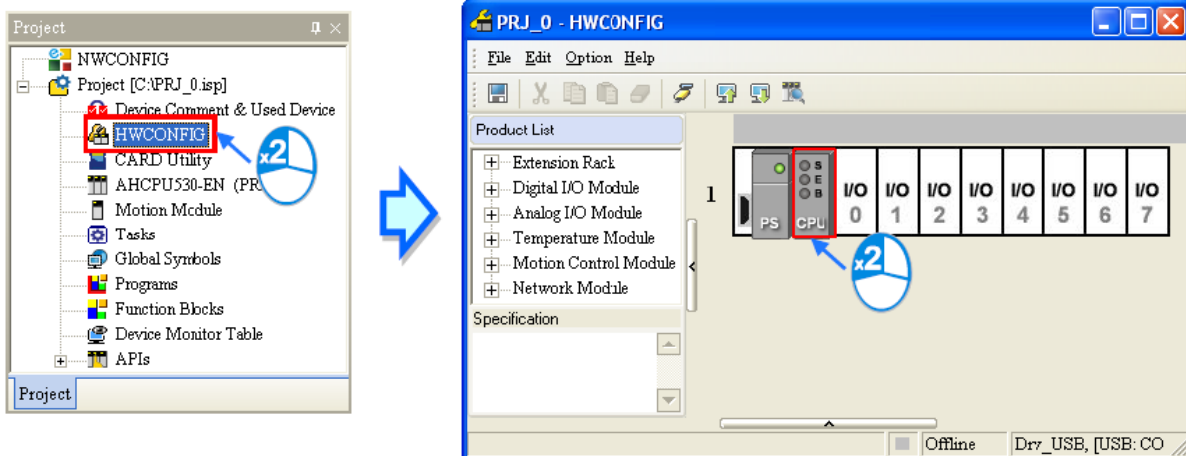 Project
NWCONFIG
Project [C:\PRJ_0.isp]
Device Comment & Used Device
HWCONFIG
x2
CARD Utility
AHCPU530-EN (PR
Motion Module
Tasks
Global Symbols
Programs
Function Blocks
Device Monitor Table
APIs
Project
PRJ_0 - HWCONFIG
File Edit Option Help
Product List
Extension Rack
Digital I/O Module
Analog I/O Module
Temperature Module
Motion Control Module
Network Module
Specification
1
PS
S
E
B
CPU
I/O I/O I/O I/O I/O I/O I/O I/O
0 1 2 3 4 5 6 7
x2
Offline
Drv_USB, [USB: CO